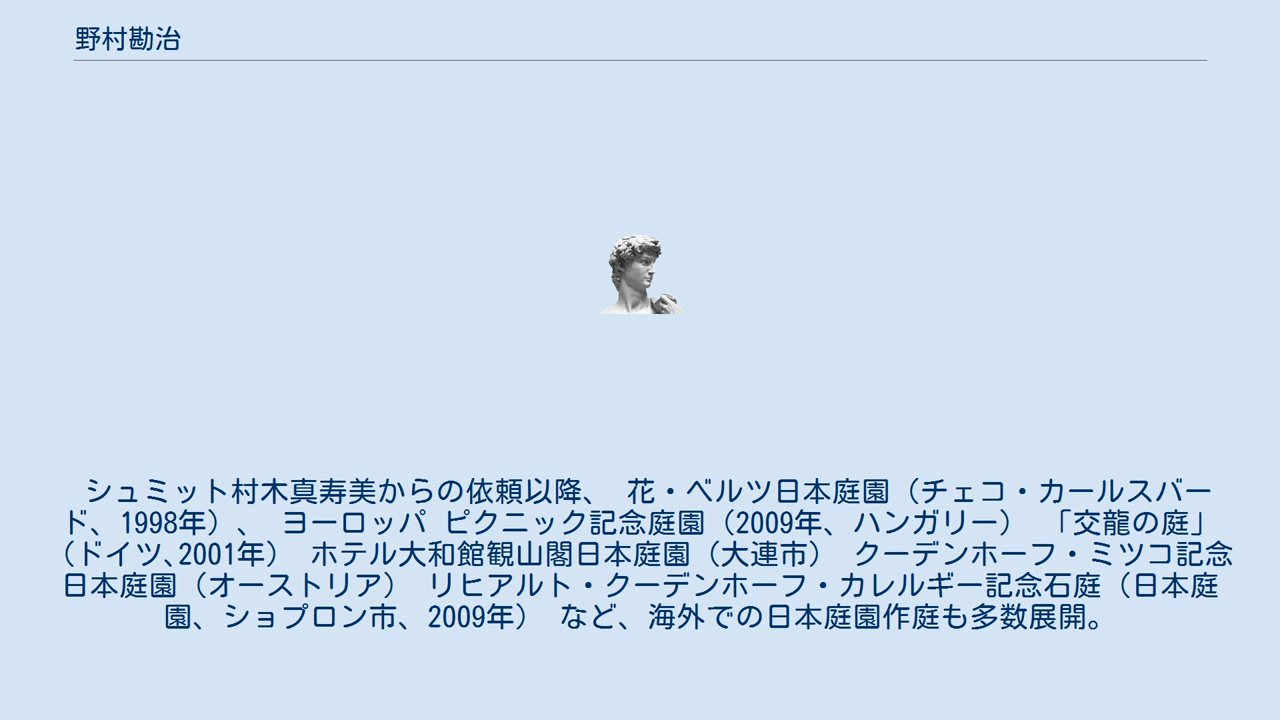 野村勘治
シュミット村木真寿美からの依頼以降、 花・ベルツ日本庭園（チェコ・カールスバー
ド、1998年）、 ヨーロッパ ピクニック記念庭園（2009年、ハンガリー） 「交龍の庭」
（ドイツ､2001年） ホテル大和館観山閣日本庭園（大連市） クーデンホーフ・ミツコ記念
日本庭園（オーストリア） リヒアルト・クーデンホーフ・カレルギー記念石庭（日本庭
園、ショプロン市、2009年） など、海外での日本庭園作庭も多数展開。